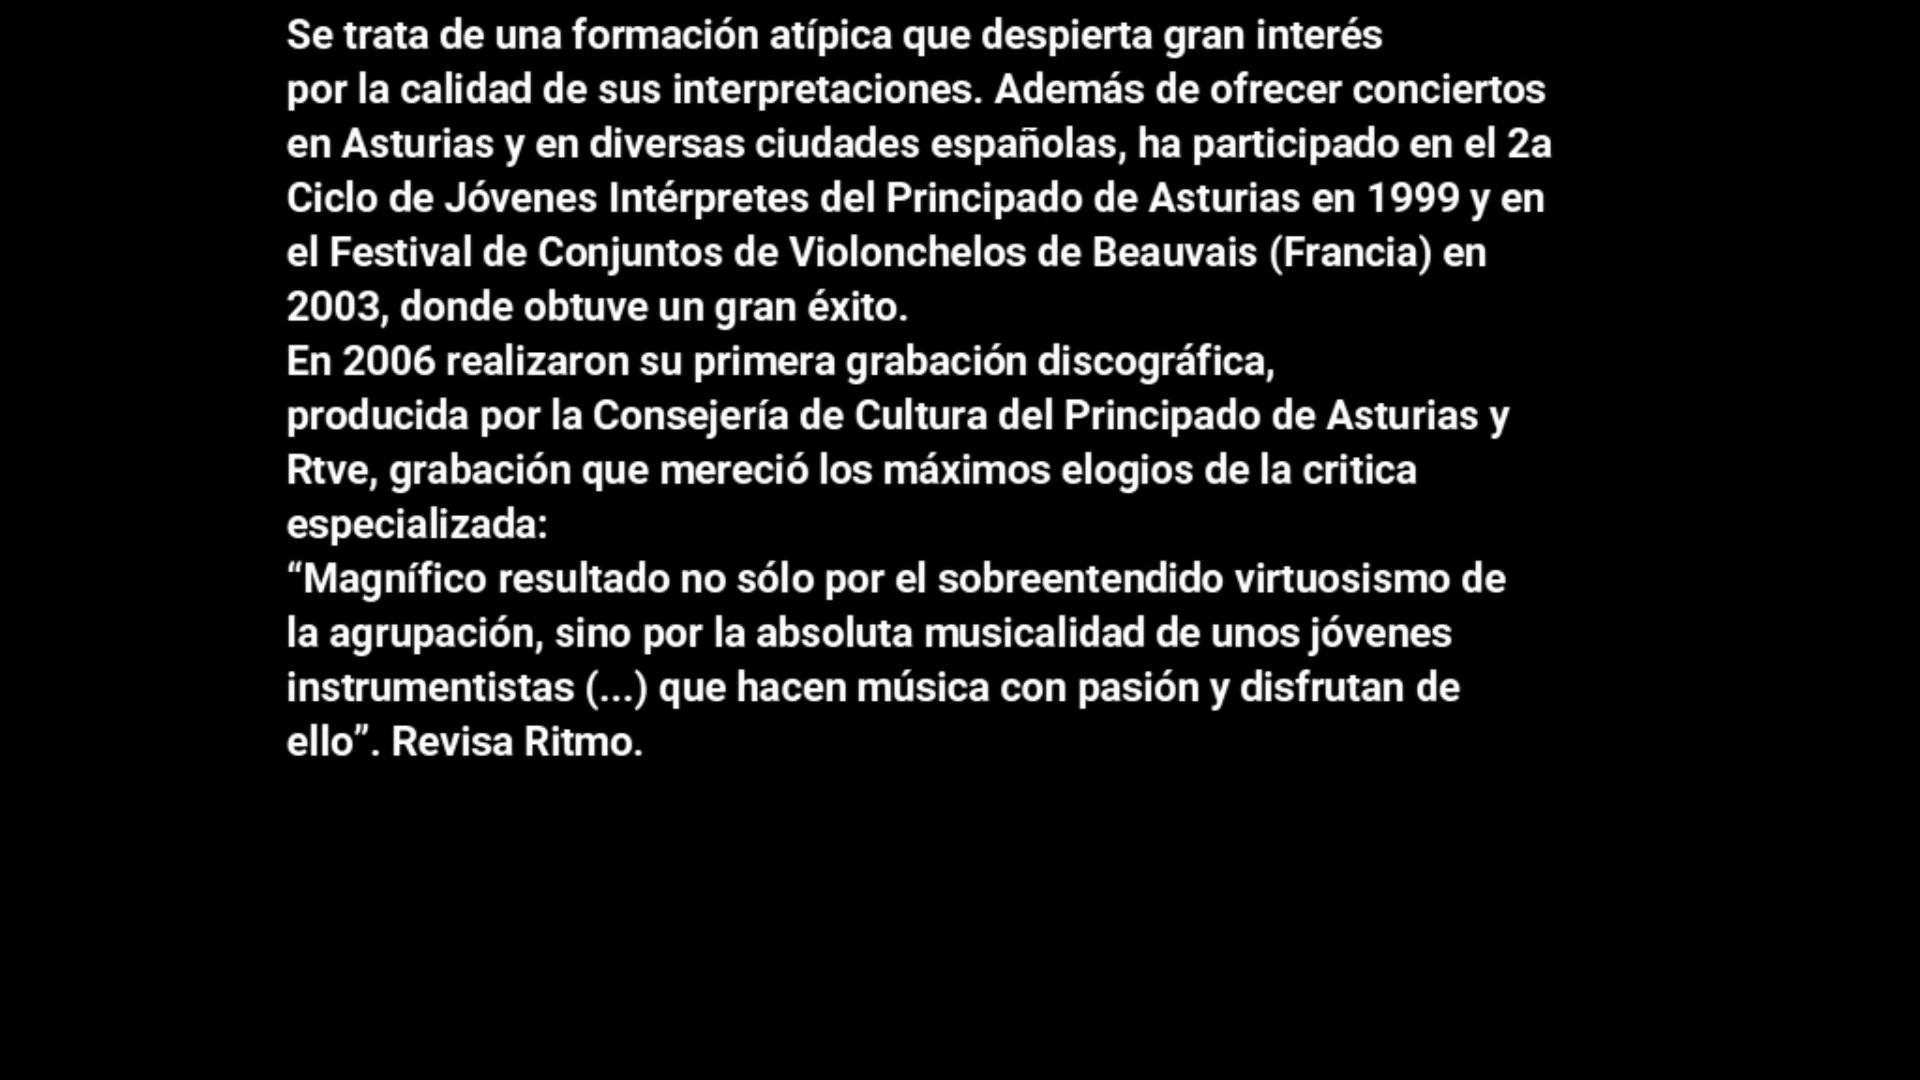 Se trata de una formación atípica que despierta gran interés
por la calidad de sus interpretaciones. Además de ofrecer conciertos
en Asturias y en diversas ciudades españolas, ha participado en el 2a
Ciclo de Jóvenes Intérpretes del Principado de Asturias en 1999 y en
el Festival de Conjuntos de Violonchelos de Beauvais (Francia) en
2003, donde obtuve un gran éxito.
En 2006 realizaron su primera grabación discográfica,
producida por la Consejería de Cultura del Principado de Asturias y
Rtve, grabación que mereció los máximos elogios de la critica
especializada:
“Magnífico resultado no sólo por el sobreentendido virtuosismo de
la agrupación, sino por la absoluta musicalidad de unos jóvenes
instrumentistas (...) que hacen música con pasión y disfrutan de
ello”. Revisa Ritmo.